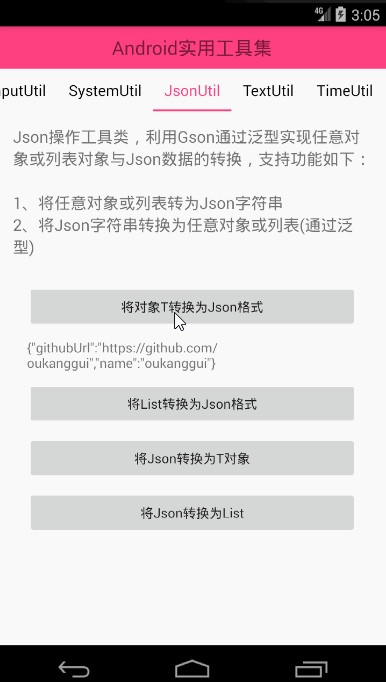 4G 3:05
Android实用工具集
putUtil SystemUtil JsonUtil TextUtil TimeUtil
Json操作工具类，利用Gson通过泛型实现任意对
象或列表对象与Json数据的转换，支持功能如下：
1、将任意对象或列表转为Json字符串
2、将Json字符串转换为任意对象或列表(通过泛
型)
将对象T转换为Json格式
{"githubUrl":"https://github.com/
oukanggui","name":"oukanggui"}
将List转换为Json格式
将Json转换为T对象
将Json转换为List